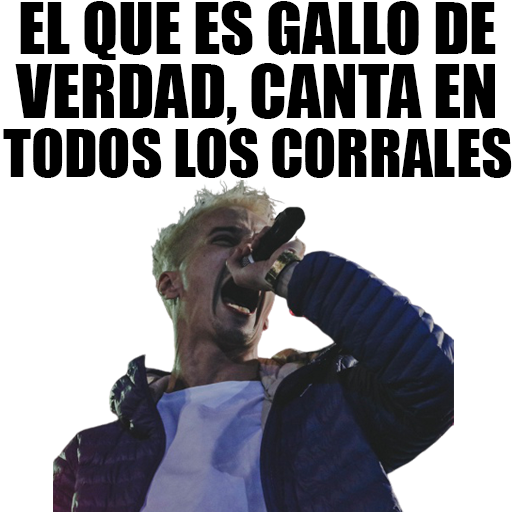 EL QUE ES GALLO DE
VERDAD, CANTA EN
TODOS LOS CORRALES